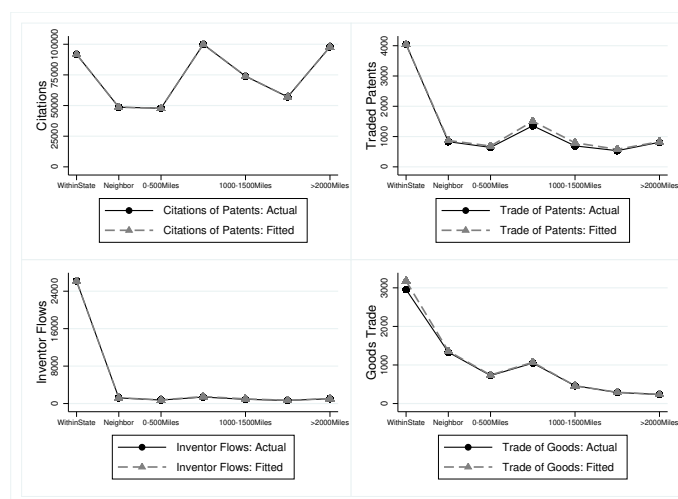 Citations
0 25000 50000 75000 100000
WithinState Neighbor 0-500Miles 1000-1500Miles >2000Miles
Citations of Patents: Actual
Citations of Patents: Fitted
Traded Patents
0 1000 2000 3000 4000
WithinState Neighbor 0-500Miles 1000-1500Miles >2000Miles
Trade of Patents: Actual
Trade of Patents: Fitted
Inventor Flows
0 8000 16000 24000
WithinState Neighbor 0-500Miles 1000-1500Miles >2000Miles
Inventor Flows: Actual
Inventor Flows: Fitted
Goods Trade
0 1000 2000 3000
WithinState Neighbor 0-500Miles 1000-1500Miles >2000Miles
Trade of Goods: Actual
Trade of Goods: Fitted